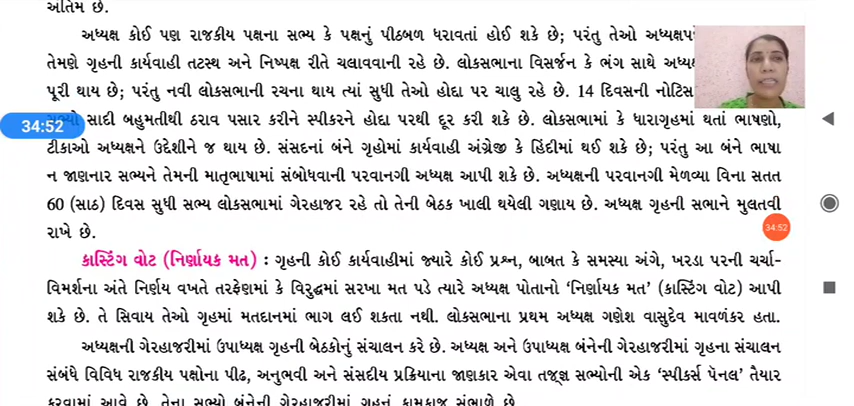 અંતિમ છે.
અધ્યક્ષ કોઈ પણ રાજકીય પક્ષના સભ્ય કે પક્ષનું પીઠબળ ધરાવતાં હોઈ શકે છે; પરંતુ તેઓ
તેમણે ગૃહની કાર્યવાહી તટસ્થ અને નિષ્પક્ષ રીતે ચલાવવાની રહે છે. લોકસભાના વિસર્જન કે ભંગ સાથે
પૂરી થાય છે; પરંતુ નવી લોકસભાની રચના થાય ત્યાં સુધી તેઓ હોદ્દા પર ચાલુ રહે છે. 14 દિવસની નોટિસ
34:52 સાદી બહુમતીથી ઠરાવ પસાર કરીને સ્પીકરને હોદ્દા પરથી દૂર કરી શકે છે. લોકસભામાં કે ધારાગૃહમાં થતાં ભાષણો,
ટીકાઓ અધ્યક્ષને ઉદ્દેશીને જ થાય છે. સંસદનાં બંને ગૃહોમાં કાર્યવાહી અંગ્રેજી કે હિંદીમાં થઈ શકે છે; પરંતુ આ બંને ભાષા
ન જાણનાર સભ્યને તેમની માતૃભાષામાં સંબોધવાની પરવાનગી અધ્યક્ષ આપી શકે છે. અધ્યક્ષની પરવાનગી મેળવ્યા વિના સતત
60 (સાઠ) દિવસ સુધી સભ્ય લોકસભામાં ગેરહાજર રહે તો તેની બેઠક ખાલી થયેલી ગણાય છે. અધ્યક્ષ ગૃહની સભાને મુલતવી
34:52
રાખે છે.
કાસ્ટિંગ વોટ (નિર્ણાયક મત) : ગૃહની કોઈ કાર્યવાહીમાં જ્યારે કોઈ પ્રશ્ન, બાબત કે સમસ્યા અંગે, ખરડા પરની ચર્ચા-
વિમર્શના અંતે નિર્ણય વખતે તરફેણમાં કે વિરુદ્ધમાં સરખા મત પડે ત્યારે અધ્યક્ષ પોતાનો ‘નિર્ણાયક મત’ (કાસ્ટિંગ વોટ) આપી
શકે છે. તે સિવાય તેઓ ગૃહમાં મતદાનમાં ભાગ લઈ શકતા નથી. લોકસભાના પ્રથમ અધ્યક્ષ ગણેશ વાસુદેવ માવળંકર હતા.
અધ્યક્ષની ગેરહાજરીમાં ઉપાધ્યક્ષ ગૃહની બેઠકોનું સંચાલન કરે છે. અધ્યક્ષ અને ઉપાધ્યક્ષ બંનેની ગેરહાજરીમાં ગૃહના સંચાલન
સંબંધે વિવિધ રાજકીય પક્ષોના પીઢ, અનુભવી અને સંસદીય પ્રક્રિયાના જાણકાર એવા તજ્જ્ઞ સભ્યોની એક ‘સ્પીકર્સ પૅનલ’ તૈયાર
કરવામાં આવે છે. તેના સભ્યો બંનેની ગેરહાજરીમાં ગૃહનું કામકાજ સંભાળે છે.